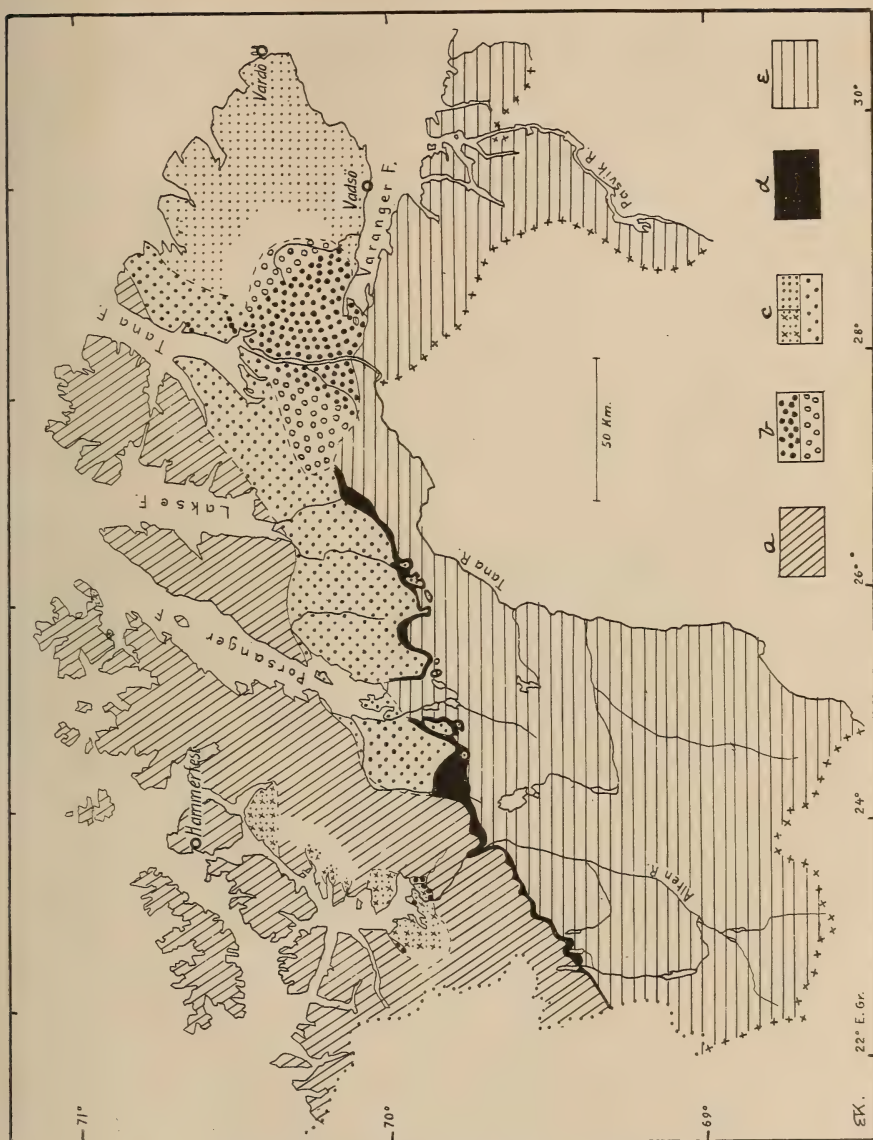 71°
70°
69°
22° E. Gr.
24°
26°
28°
30°
Hammerfest
Porsanger F.
Lakse F.
Tana F.
Vardö
Vadsö
Varanger F.
Pasvik R.
Tana R.
Alten R.
50 Km.
a
b
c
d
e
EK.